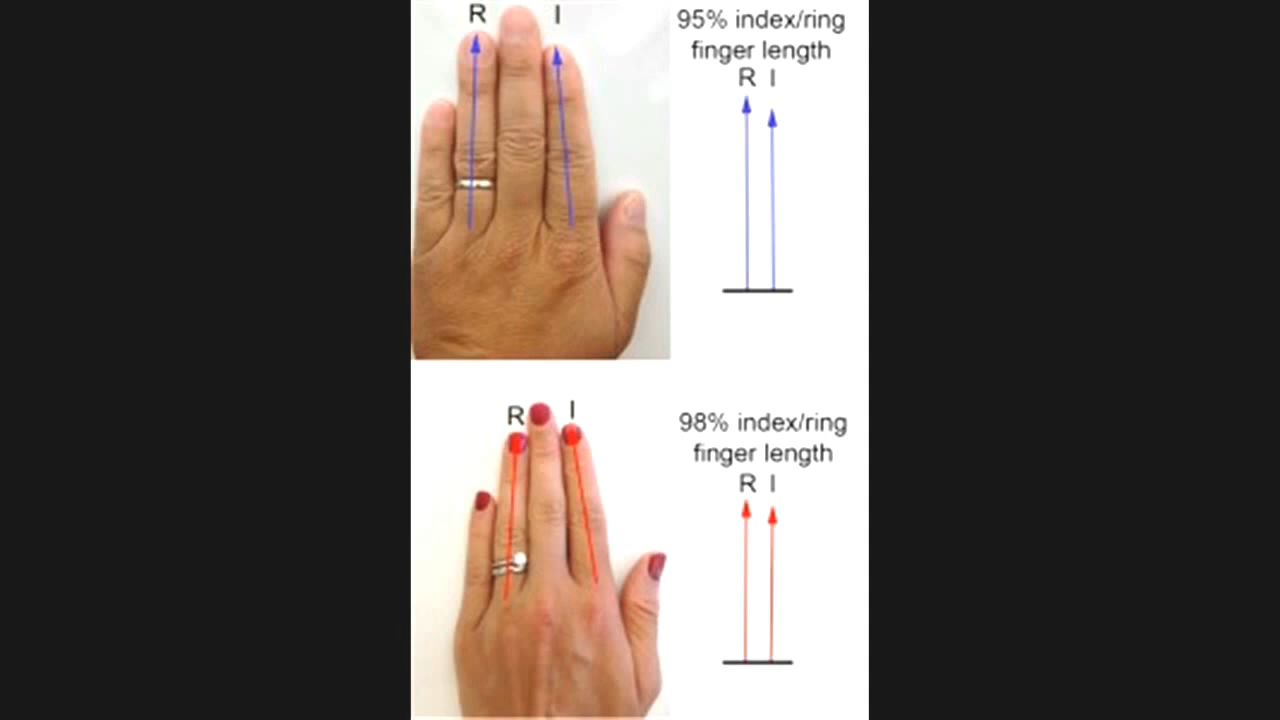 R I
95% index/ring
finger length
R I
R I
98% index/ring
finger length
R I